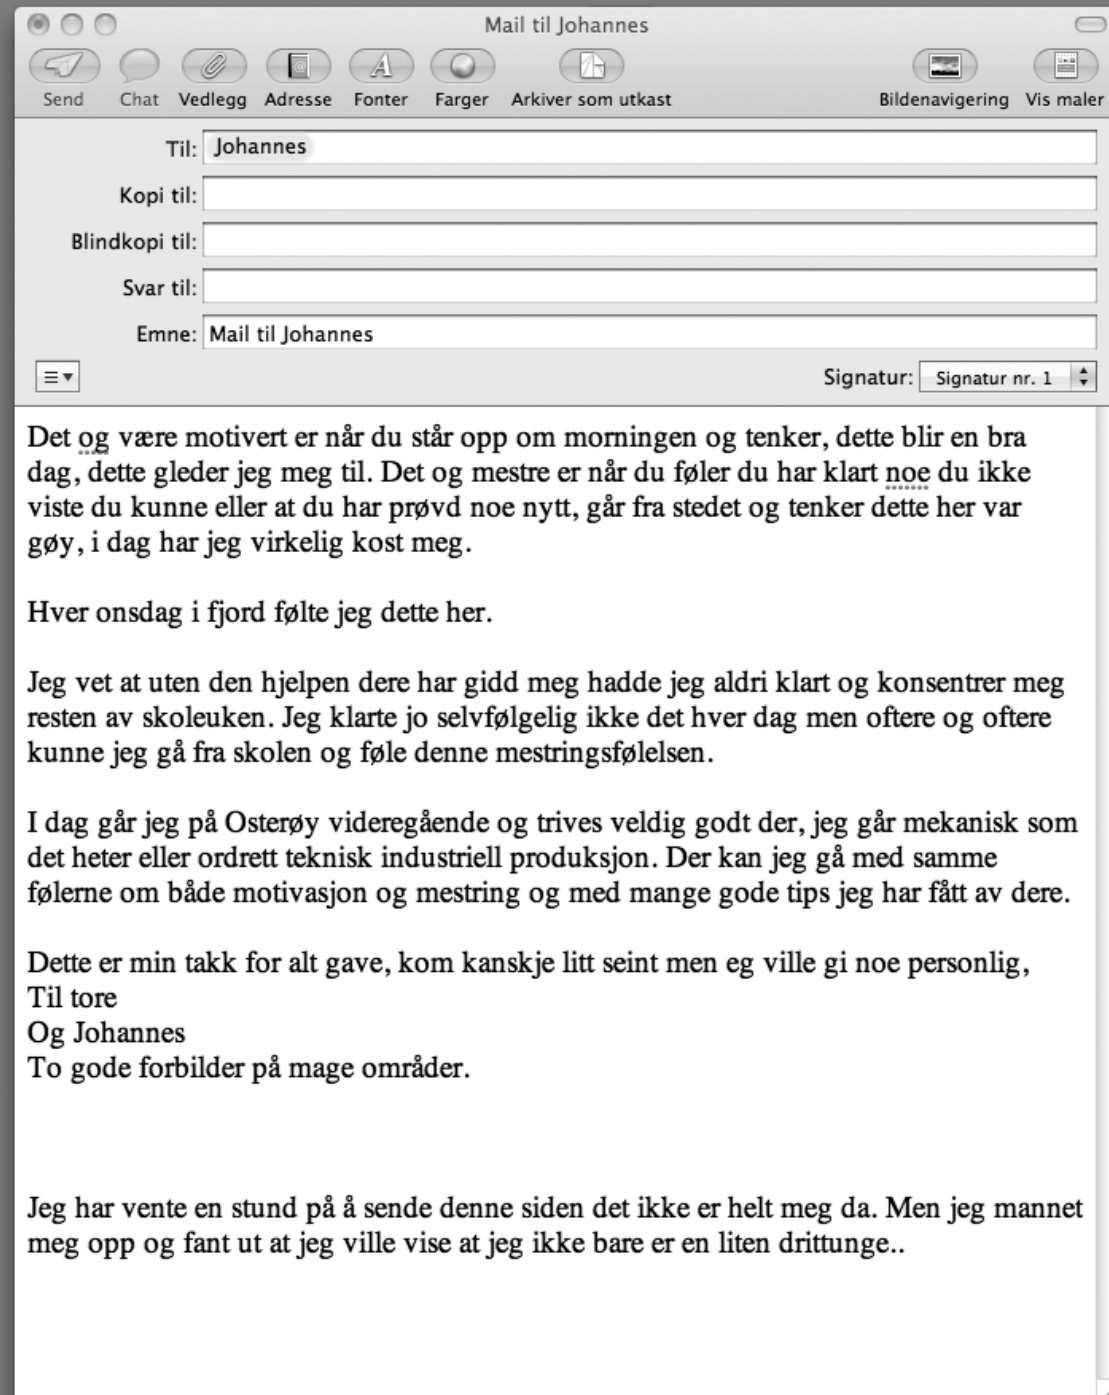 Mail til Johannes
Send Chat Vedlegg Adresse Fonter Farger Arkiver som utkast Bildenavigering Vis maler
Til: Johannes
Kopi til:
Blindkopi til:
Svar til:
Emne: Mail til Johannes
Signatur: Signatur nr. 1
Det og være motivert er når du står opp om morningen og tenker, dette blir en bra
dag, dette gleder jeg meg til. Det og mestre er når du føler du har klart noe du ikke
viste du kunne eller at du har prøvd noe nytt, går fra stedet og tenker dette her var
gøy, i dag har jeg virkelig kost meg.
Hver onsdag i fjord følte jeg dette her.
Jeg vet at uten den hjelpen dere har gidd meg hadde jeg aldri klart og konsentrer meg
resten av skoleuken. Jeg klarte jo selvfølgelig ikke det hver dag men oftere og oftere
kunne jeg gå fra skolen og føle denne mestringsfølelsen.
I dag går jeg på Osterøy videregående og trives veldig godt der, jeg går mekanisk som
det heter eller ordrett teknisk industriell produksjon. Der kan jeg gå med samme
følerne om både motivasjon og mestring og med mange gode tips jeg har fått av dere.
Dette er min takk for alt gave, kom kanskje litt seint men eg ville gi noe personlig,
Til tore
Og Johannes
To gode forbilder på mage områder.
Jeg har vente en stund på å sende denne siden det ikke er helt meg da. Men jeg mannet
meg opp og fant ut at jeg ville vise at jeg ikke bare er en liten drittunge..